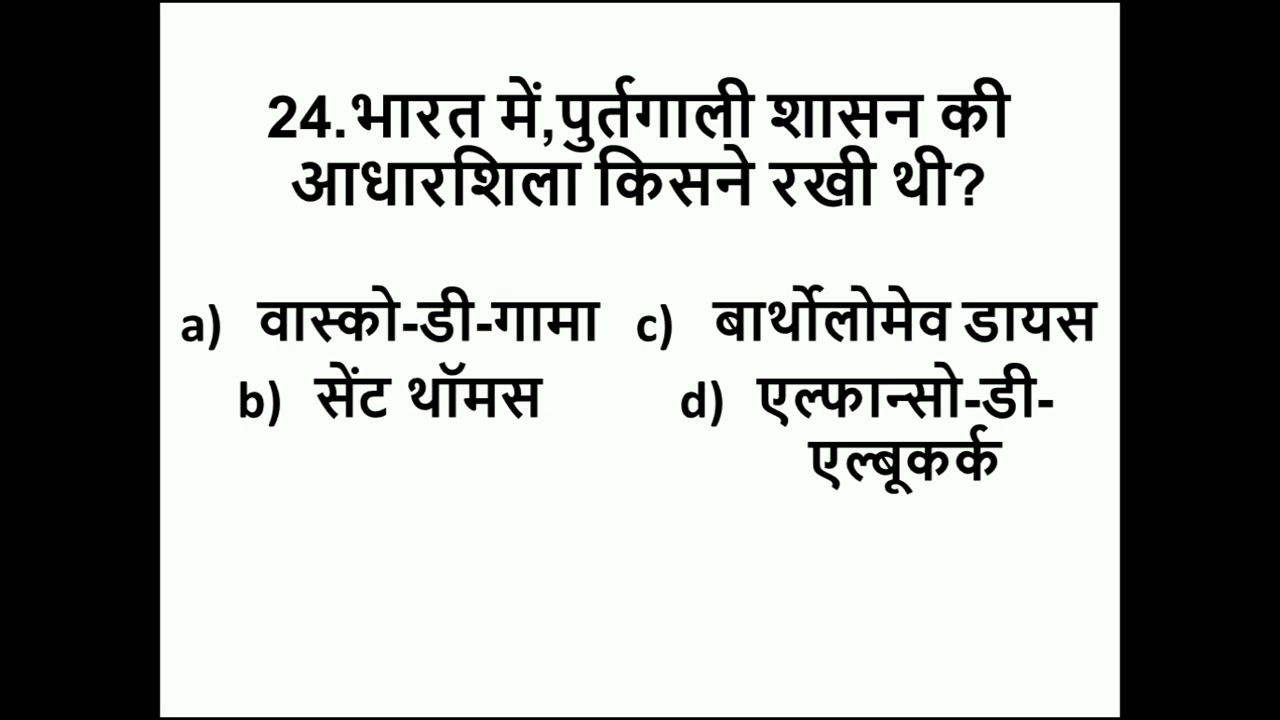 24.भारत में,पुर्तगाली शासन की
आधारशिला किसने रखी थी?
a) वास्को-डी-गामा
b) सेंट थॉमस
c) बार्थोलोमेव डायस
d) एल्फान्सो-डी-
एल्बूकर्क